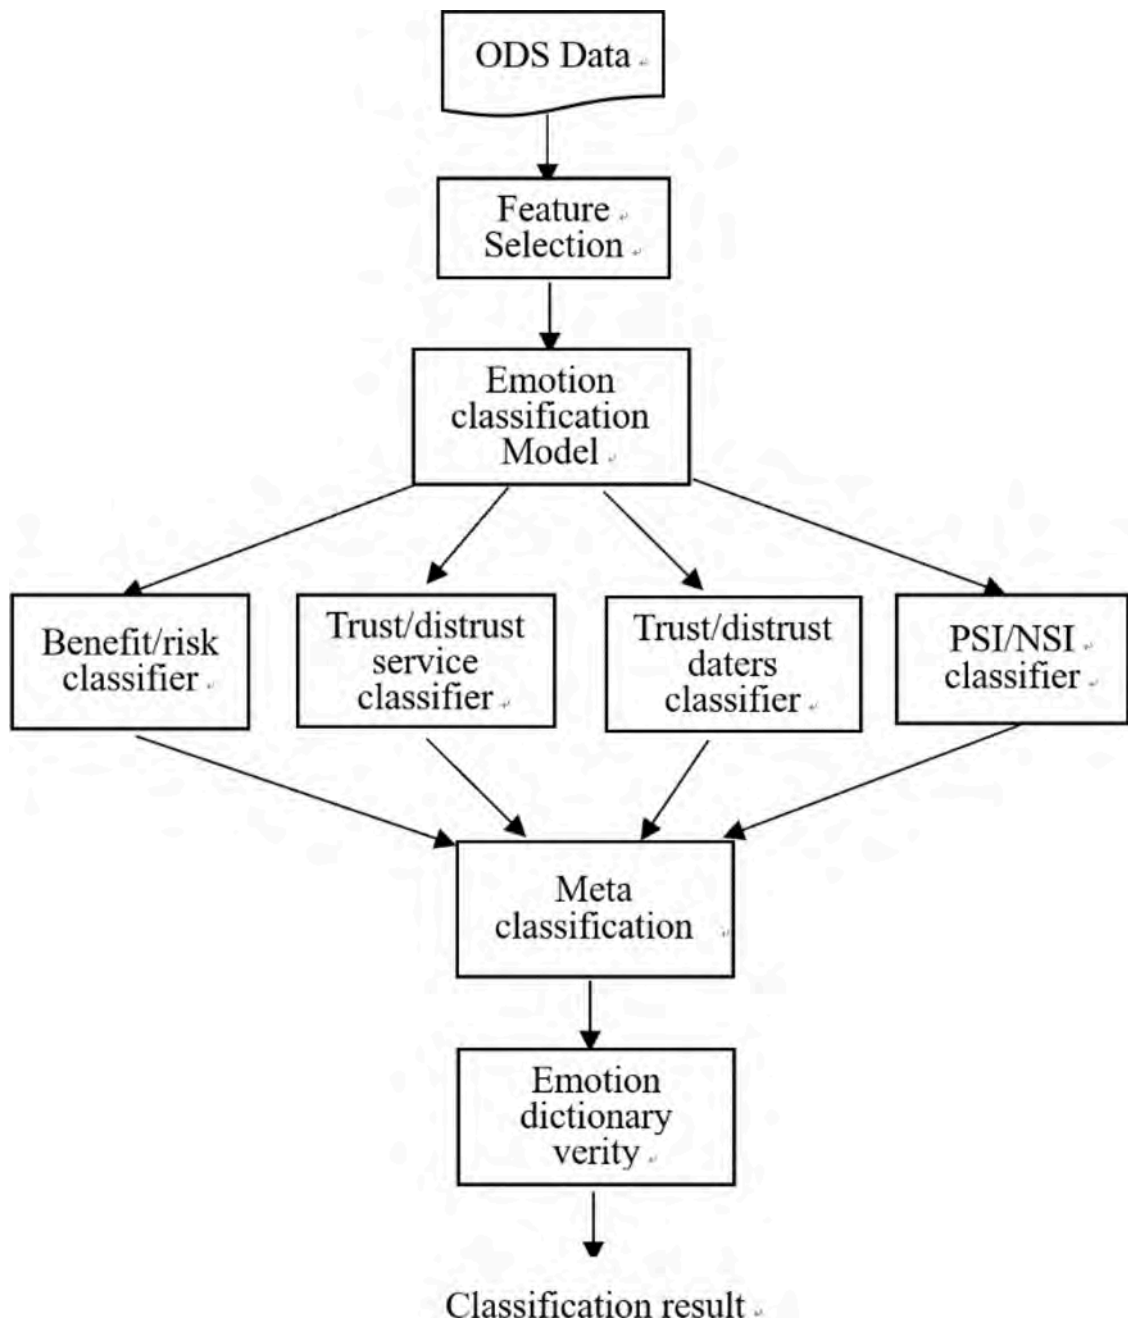 ODS Data
Feature
Selection
Emotion
classification
Model
Benefit/risk
classifier
Trust/distrust
service
classifier
Trust/distrust
daters
classifier
PSI/NSI
classifier
Meta
classification
Emotion
dictionary
verity
Classification result